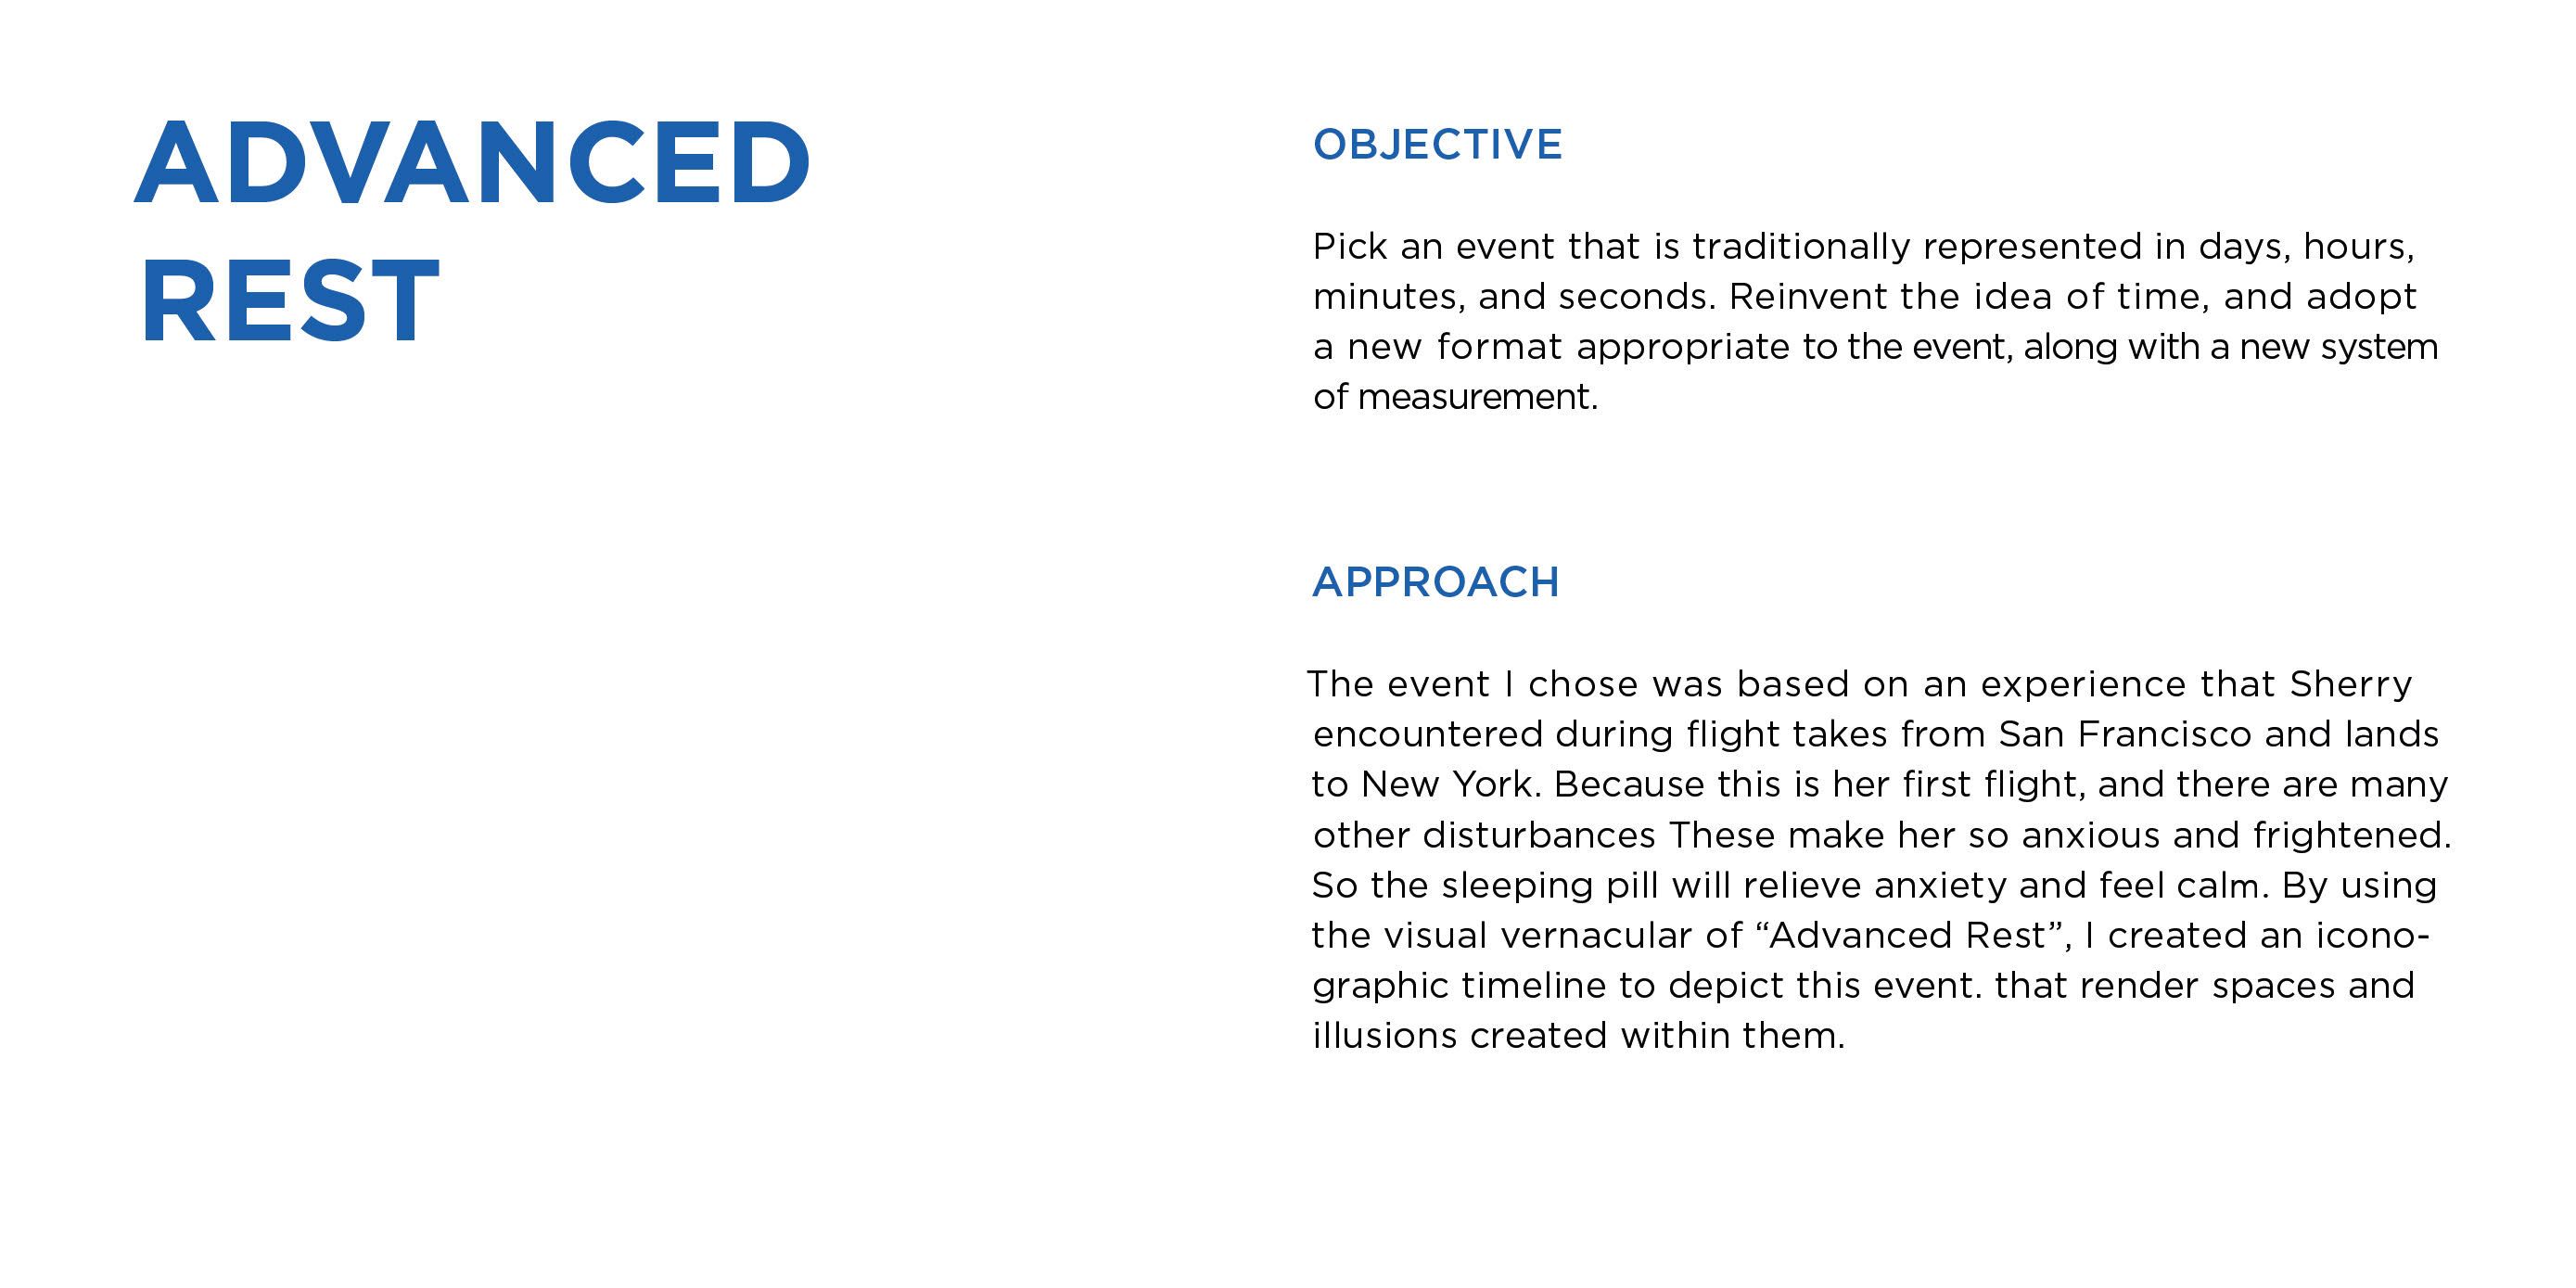 ADVANCED
REST
OBJECTIVE
Pick an event that is traditionally represented in days, hours,
minutes, and seconds. Reinvent the idea of time, and adopt
a new format appropriate to the event, along with a new system
of measurement.
APPROACH
The event I chose was based on an experience that Sherry
encountered during flight takes from San Francisco and lands
to New York. Because this is her first flight, and there are many
other disturbances These make her so anxious and frightened.
So the sleeping pill will relieve anxiety and feel calm. By using
the visual vernacular of “Advanced Rest”, I created an icono-
graphic timeline to depict this event. that render spaces and
illusions created within them.